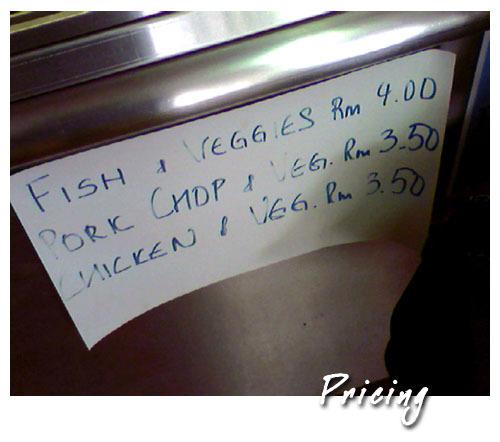 FISH & VEGGIES Rm 4.00
PORK CHOP & VEG. Rm 3.50
CHICKEN & VEG. Rm 3.50
Pricing